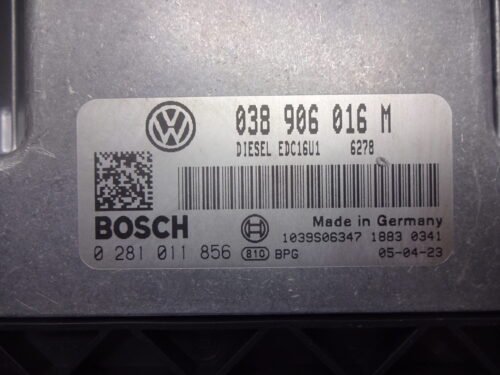 038 906 016 M
DIESEL EDC16U1 6278
BOSCH
Made in Germany
0 281 011 856 810 BPG
1039S06347 1883 0341
05-04-23